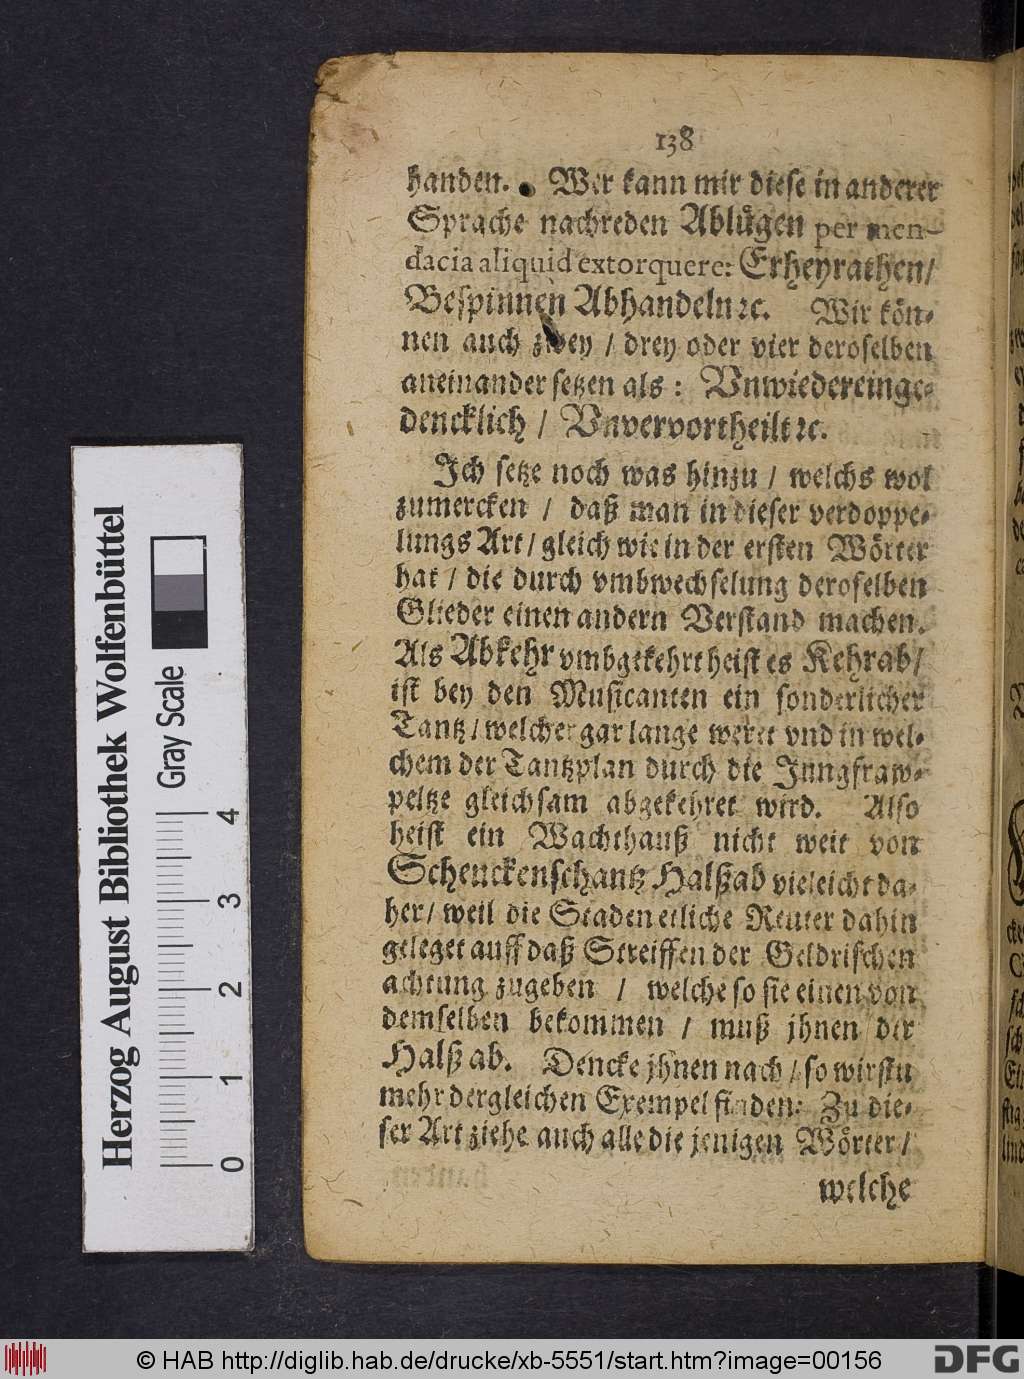 138
handen. Wer kann mir diese in anderer
Sprache nachreden Ablügen per men-
dacia aliquid extorquere: Erheyrathen/
Bespinnen Abhandeln ꝛc. Wir kön-
nen auch zwey / drey oder vier deroselben
aneinander setzen als : Vnwiedereinge-
dencklich / Vnvervortheilt ꝛc.
Ich setze noch was hinzu / welchs wol
zumercken / daß man in dieser verdoppe-
lungs Art / gleich wie in der ersten Wörter
hat / die durch vmbwechselung deroselben
Glieder einen andern Verstand machen.
Als Abkehr vmbgekehrt heist es Kehrab/
ist bey den Musicanten ein sonderlicher
Tantz / welcher gar lange weret vnd in wel-
chem der Tantzplan durch die Jungfraw-
peltze gleichsam abgekehret wird. Also
heist ein Wachthauß nicht weit von
Scheuckenschantz Halßab vieleicht da-
her / weil die Staden etliche Reuter dahin
geleget auff daß Streiffen der Geldrischen
achtung zugeben / welche so sie einen von
demselben bekommen / muß jhnen der
Halß ab. Dencke jhnen nach / so wirstu
mehr dergleichen Exempel finden: Zu die-
ser Art ziehe auch alle die jenigen Wörter /
welche
Herzog August Bibliothek Wolfenbüttel
Gray Scale
0 1 2 3 4
© HAB http://diglib.hab.de/drucke/xb-5551/start.htm?image=00156
DFG